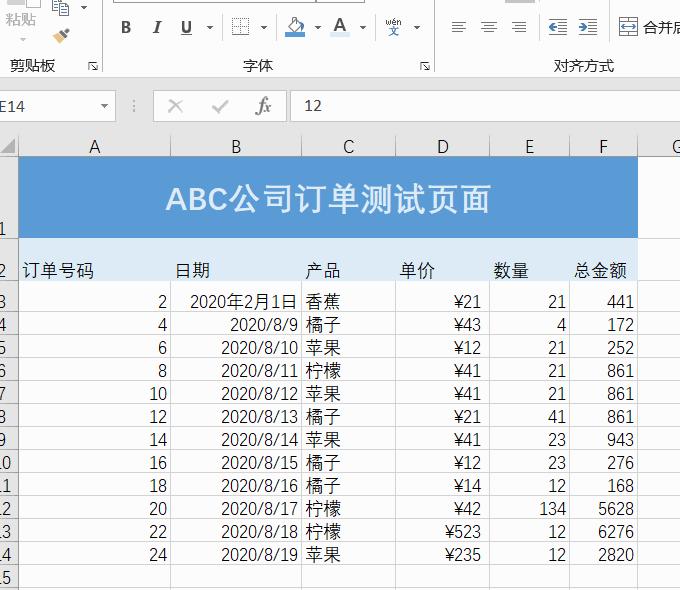 粘贴
B I U A wén 文 合并后
剪贴板 字体 对齐方式
E14 fx 12
A B C D E F G
1 ABC公司订单测试页面
2 订单号码 日期 产品 单价 数量 总金额
3 2 2020年2月1日 香蕉 ¥21 21 441
4 4 2020/8/9 橘子 ¥43 4 172
5 6 2020/8/10 苹果 ¥12 21 252
6 8 2020/8/11 柠檬 ¥41 21 861
7 10 2020/8/12 苹果 ¥41 21 861
8 12 2020/8/13 橘子 ¥21 41 861
9 14 2020/8/14 苹果 ¥41 23 943
10 16 2020/8/15 橘子 ¥12 23 276
11 18 2020/8/16 橘子 ¥14 12 168
12 20 2020/8/17 柠檬 ¥42 134 5628
13 22 2020/8/18 柠檬 ¥523 12 6276
14 24 2020/8/19 苹果 ¥235 12 2820
15